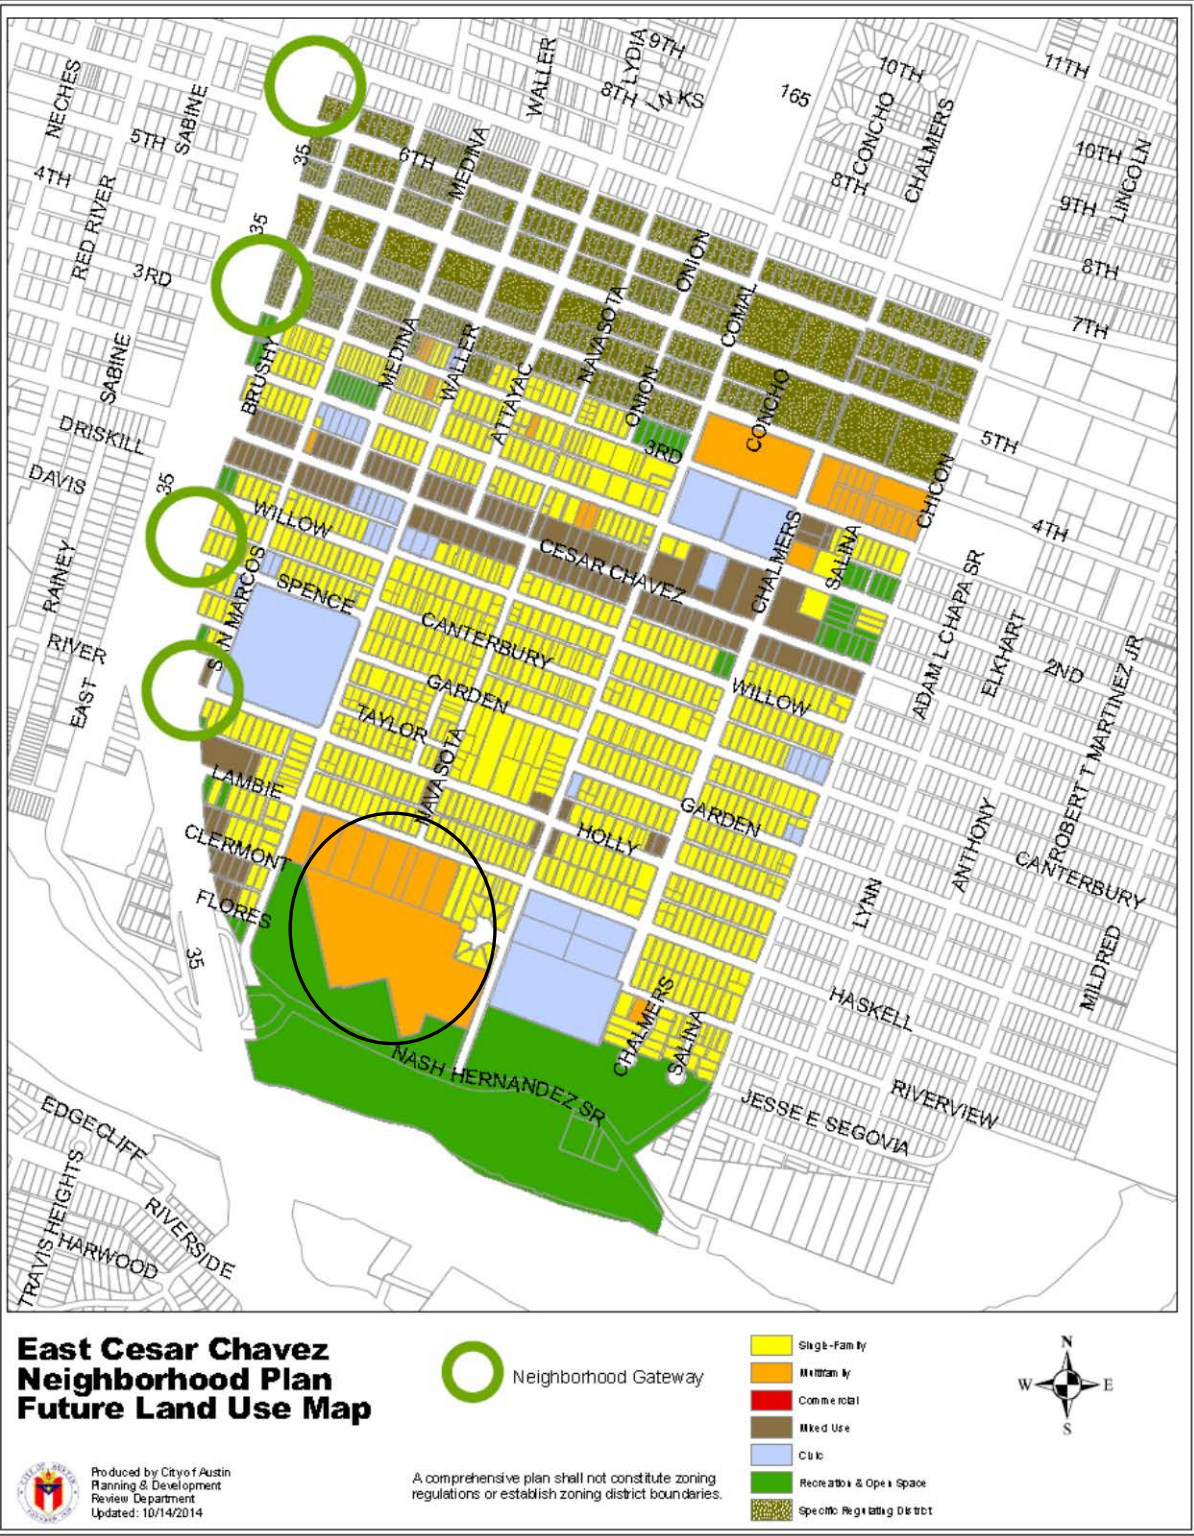 9TH
LYDIA
WALLER
11TH
10TH
NECHES
8TH
LN KS
165
SABINE
CONCHO
CHALMERS
5TH
35
6TH
MEDINA
10TH
LINCOLN
4TH
8TH
9TH
RED RIVER
35
ONION
8TH
3RD
COMAL
NAVASOTA
7TH
SABINE
BRUSHY
MEDINA
WALLER
ATTAYAC
ONION
CONCHO
DRISKILL
3RD
5TH
DAVIS
35
CHICON
WILLOW
4TH
CESAR CHAVEZ
CHALMERS
SALINA
RAINEY
SAN MARCOS
SPENCE
CANTERBURY
ADAM L CHAPA SR
ELKHART
RIVER
2ND
ROBERT T MARTINEZ JR
EAST
GARDEN
WILLOW
TAYLOR
NAVASOTA
LAMBIE
GARDEN
CLERMONT
HOLLY
ANTHONY
CANTERBURY
FLORES
LYNN
35
MILDRED
CHALMERS
SALINA
HASKELL
NASH HERNANDEZ SR
EDGECLIFF
JESSE E SEGOVIA
RIVERVIEW
TRAVIS HEIGHTS
RIVERSIDE
HARWOOD
East Cesar Chavez
Neighborhood Plan
Future Land Use Map
Neighborhood Gateway
Single-Family
Multifamily
Commercial
Mixed Use
Civic
Recreation & Open Space
Specific Regulating District
N
W
E
S
Produced by City of Austin
Planning & Development
Review Department
Updated: 10/14/2014
A comprehensive plan shall not constitute zoning
regulations or establish zoning district boundaries.